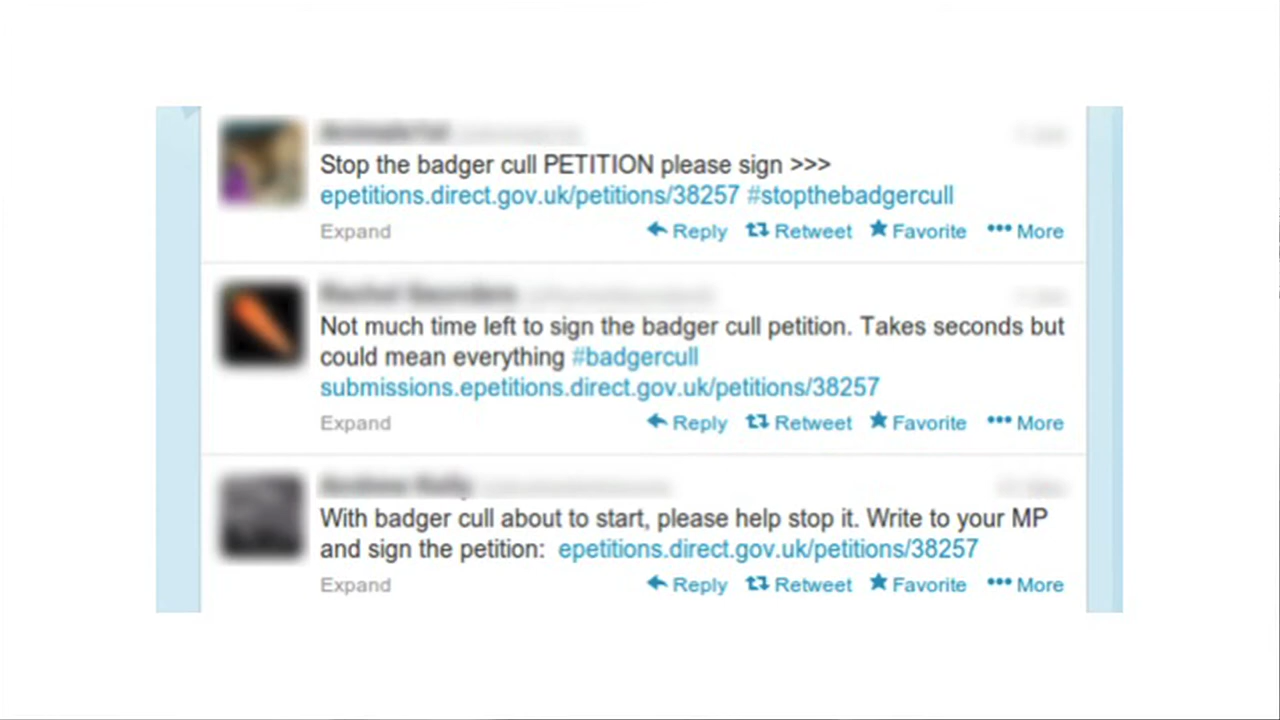 Stop the badger cull PETITION please sign >>>
epetitions.direct.gov.uk/petitions/38257 #stopthebadgercull
Expand Reply Retweet Favorite More
Not much time left to sign the badger cull petition. Takes seconds but
could mean everything #badgercull
submissions.epetitions.direct.gov.uk/petitions/38257
Expand Reply Retweet Favorite More
With badger cull about to start, please help stop it. Write to your MP
and sign the petition: epetitions.direct.gov.uk/petitions/38257
Expand Reply Retweet Favorite More